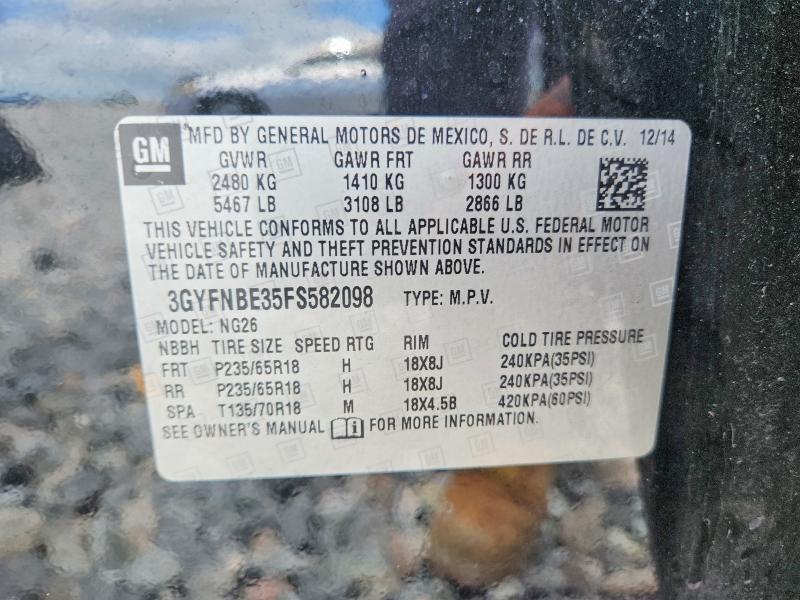 GM MFD BY GENERAL MOTORS DE MEXICO, S. DE R.L. DE C.V. 12/14
GVWR GAWR FRT GAWR RR
2480 KG 1410 KG 1300 KG
5467 LB 3108 LB 2866 LB
THIS VEHICLE CONFORMS TO ALL APPLICABLE U.S. FEDERAL MOTOR
VEHICLE SAFETY AND THEFT PREVENTION STANDARDS IN EFFECT ON
THE DATE OF MANUFACTURE SHOWN ABOVE.
3GYFNBE35FS582098 TYPE: M.P.V.
MODEL: NG26
NBBH TIRE SIZE SPEED RTG RIM COLD TIRE PRESSURE
FRT P235/65R18 H 18X8J 240KPA(35PSI)
RR P235/65R18 H 18X8J 240KPA(35PSI)
SPA T135/70R18 M 18X4.5B 420KPA(60PSI)
SEE OWNER'S MANUAL FOR MORE INFORMATION.